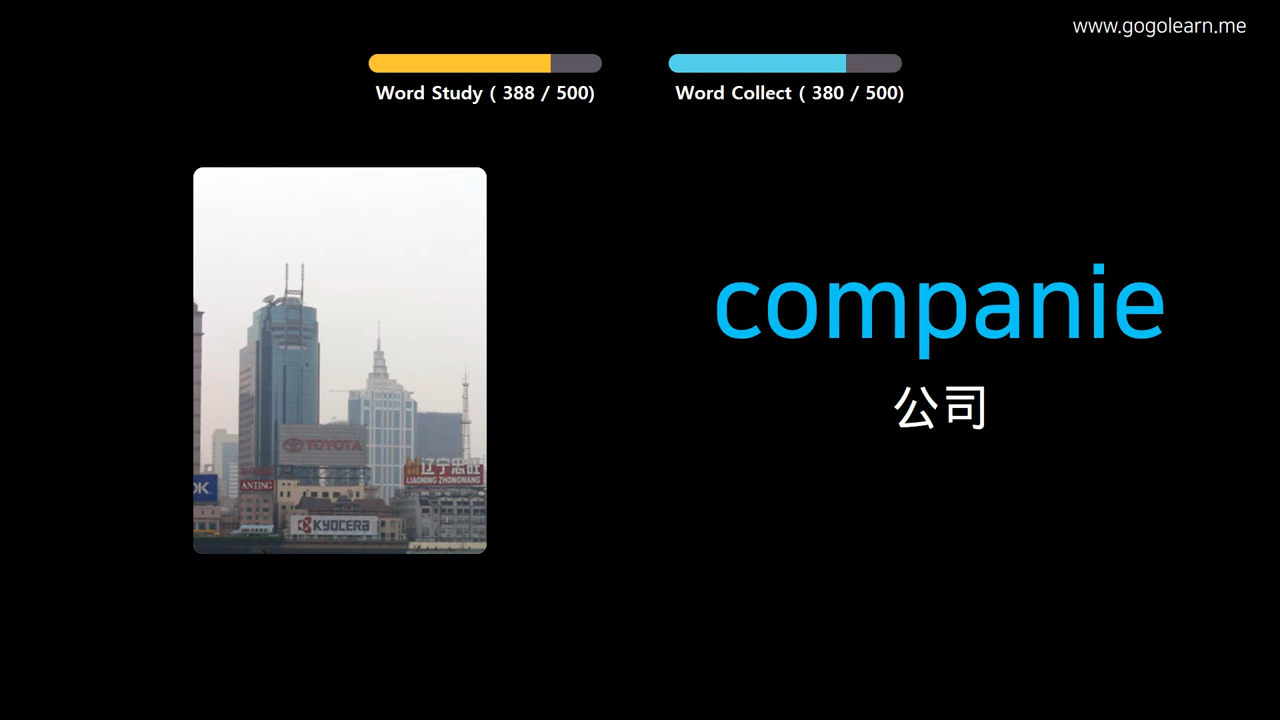 www.gogolearn.me
Word Study ( 388 / 500)
Word Collect ( 380 / 500)
companie
公司
TOYOTA
辽宁忠旺
LIAONING ZHONGWANG
OK
ANTING
KYOCERA